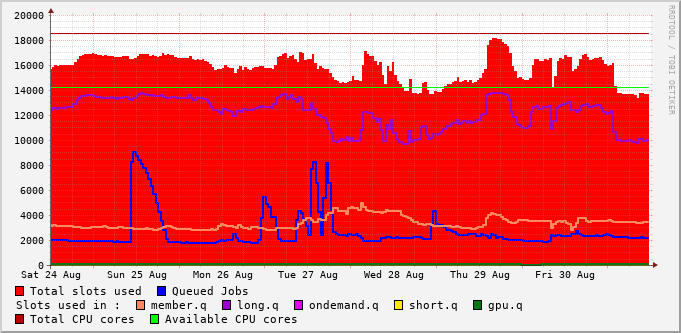 20000
18000
16000
14000
12000
10000
8000
6000
4000
2000
0
Sat 24 Aug Sun 25 Aug Mon 26 Aug Tue 27 Aug Wed 28 Aug Thu 29 Aug Fri 30 Aug
Total slots used Queued Jobs
Slots used in : member.q long.q ondemand.q short.q gpu.q
Total CPU cores Available CPU cores
RRDTOOL / TOBI OETIKER